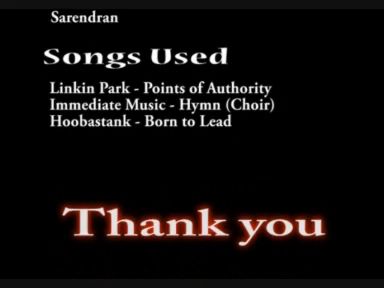 Sarendran
Songs Used
Linkin Park - Points of Authority
Immediate Music - Hymn (Choir)
Hoobastank - Born to Lead
Thank you